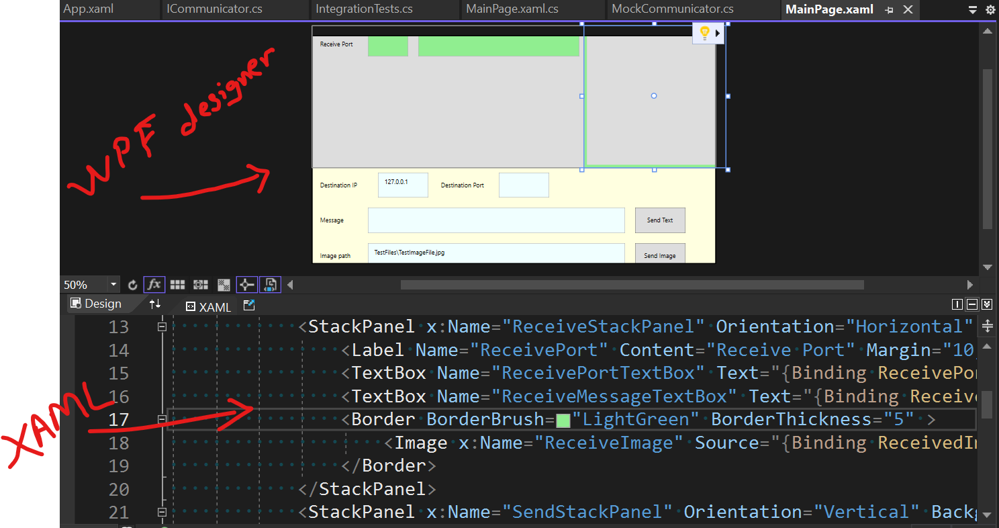 App.xaml ICommunicator.cs IntegrationTests.cs MainPage.xaml.cs MockCommunicator.cs MainPage.xaml
Receive Port
WPF designer
Destination IP 127.0.0.1 Destination Port
Message Send Text
Image path TestFiles\TestImageFile.jpg Send Image
50% fx
Design XAML
13 <StackPanel x:Name="ReceiveStackPanel" Orientation="Horizontal"
14 <Label Name="ReceivePort" Content="Receive Port" Margin="10
15 <TextBox Name="ReceivePortTextBox" Text="{Binding ReceivePor
16 <TextBox Name="ReceiveMessageTextBox" Text="{Binding Receive
XAML
17 <Border BorderBrush="LightGreen" BorderThickness="5" >
18 <Image x:Name="ReceiveImage" Source="{Binding ReceivedIm
19 </Border>
20 </StackPanel>
21 <StackPanel x:Name="SendStackPanel" Orientation="Vertical" Backg